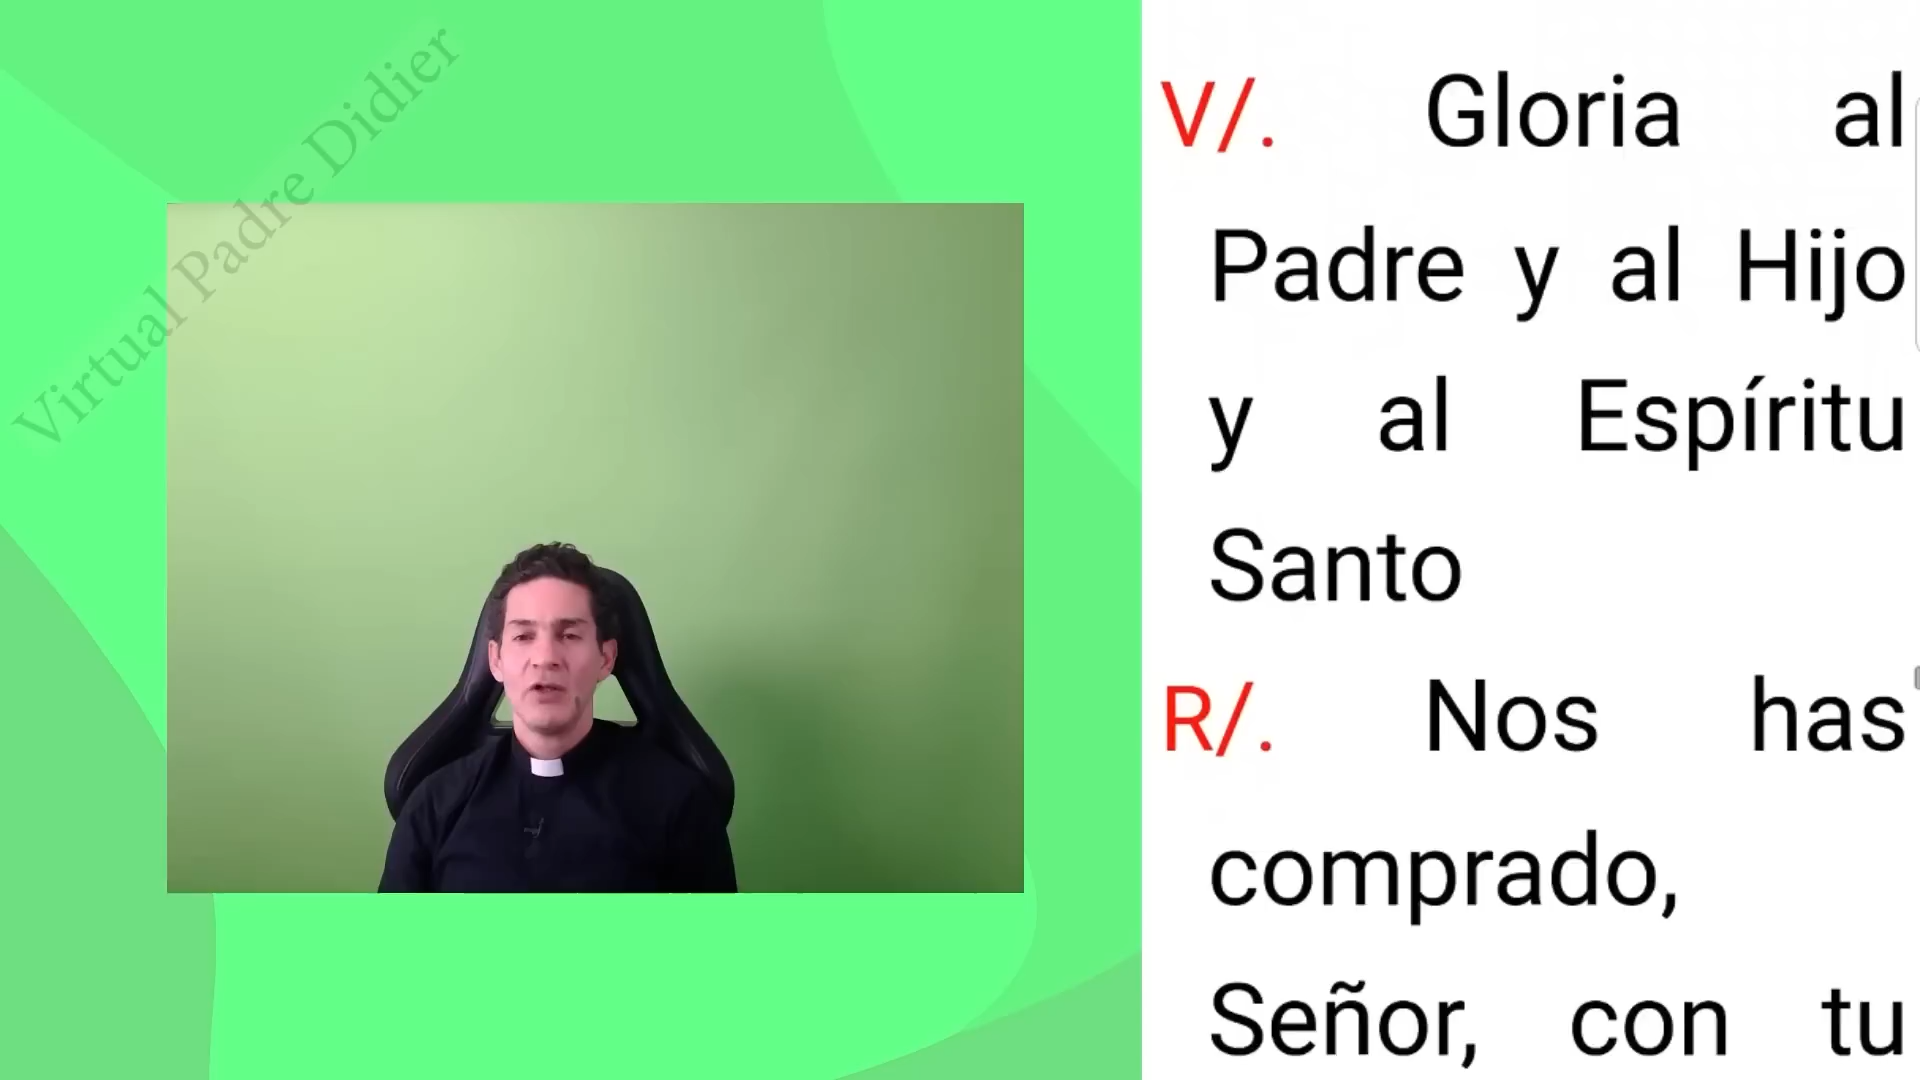 Virtual Padre Didier
V/. Gloria al
Padre y al Hijo
y al Espíritu
Santo
R/. Nos has
comprado,
Señor, con tu